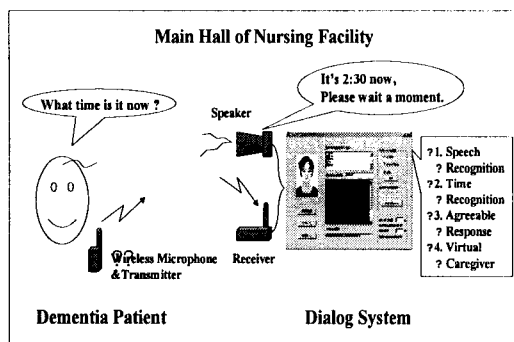 Main Hall of Nursing Facility
What time is it now ?
It's 2:30 now,
Please wait a moment.
Speaker
?1. Speech
? Recognition
?2. Time
? Recognition
?3. Agreeable
? Response
?4. Virtual
? Caregiver
Wireless Microphone
&Transmitter
Receiver
Dementia Patient
Dialog System